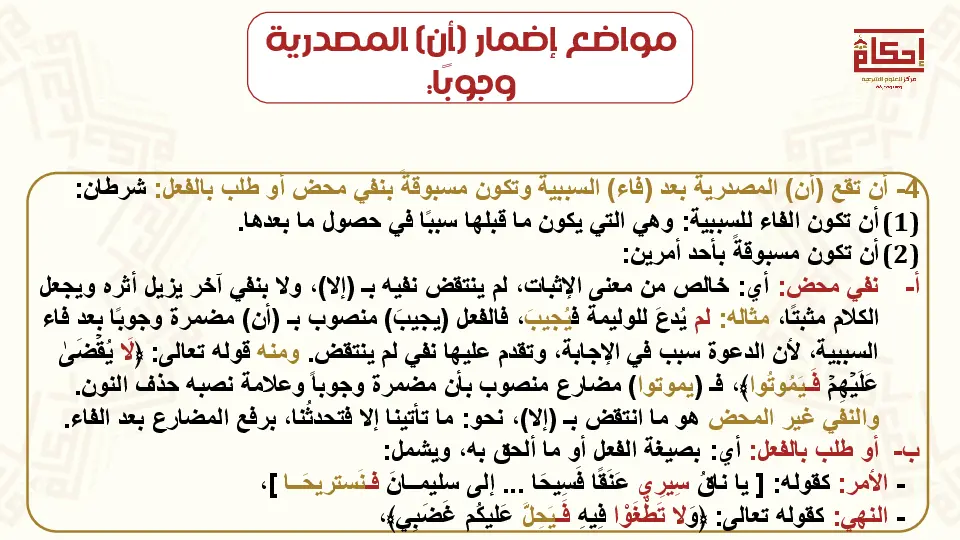 مواضع إضمار (أن) المصدرية
وجوبًا:
إحكام
مركز العلوم الشرعية
4- أن تقع (أن) المصدرية بعد (فاء) السببية وتكون مسبوقةً بنفي محض أو طلب بالفعل: شرطان:
(1) أن تكون الفاء للسببية: وهي التي يكون ما قبلها سببًا في حصول ما بعدها.
(2) أن تكون مسبوقةً بأحد أمرين:
أ- نفي محض: أي: خالص من معنى الإثبات، لم ينتقض نفيه بـ (إلا)، ولا بنفي آخر يزيل أثره ويجعل
الكلام مثبتًا، مثاله: لم يُدعَ للوليمة فيُجيبَ، فالفعل (يجيبَ) منصوب بـ (أن) مضمرة وجوبًا بعد فاء
السببية، لأن الدعوة سبب في الإجابة، وتقدم عليها نفي لم ينتقض. ومنه قوله تعالى: ﴿لَا يُقْضَىٰ
عَلَيْهِمْ فَيَمُوتُوا﴾، فـ (يموتوا) مضارع منصوب بأن مضمرة وجوباً وعلامة نصبه حذف النون.
والنفي غير المحض هو ما انتقض بـ (إلا)، نحو: ما تأتينا إلا فتحدثُنا، برفع المضارع بعد الفاء.
ب- أو طلب بالفعل: أي: بصيغة الفعل أو ما ألحق به، ويشمل:
- الأمر: كقوله: [ يا ناقُ سِيرِي عَنَقًا فَسِيحَا ... إلى سليمـــانَ فـنَستريحَــا ]،
- النهي: كقوله تعالى: ﴿وَلا تَطْغَوْا فِيهِ فَـيَحِلَّ عَليكُم غَضَبِي﴾،